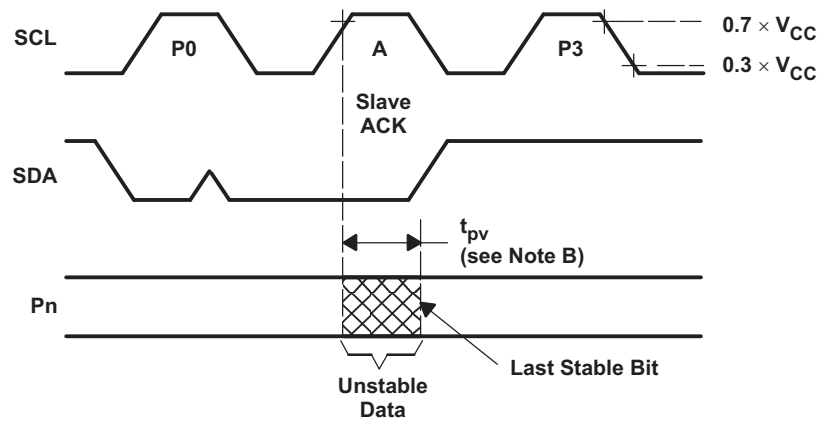 SCL
P0
A
P3
0.7 × VCC
0.3 × VCC
Slave
ACK
SDA
tpv
(see Note B)
Pn
Last Stable Bit
Unstable
Data